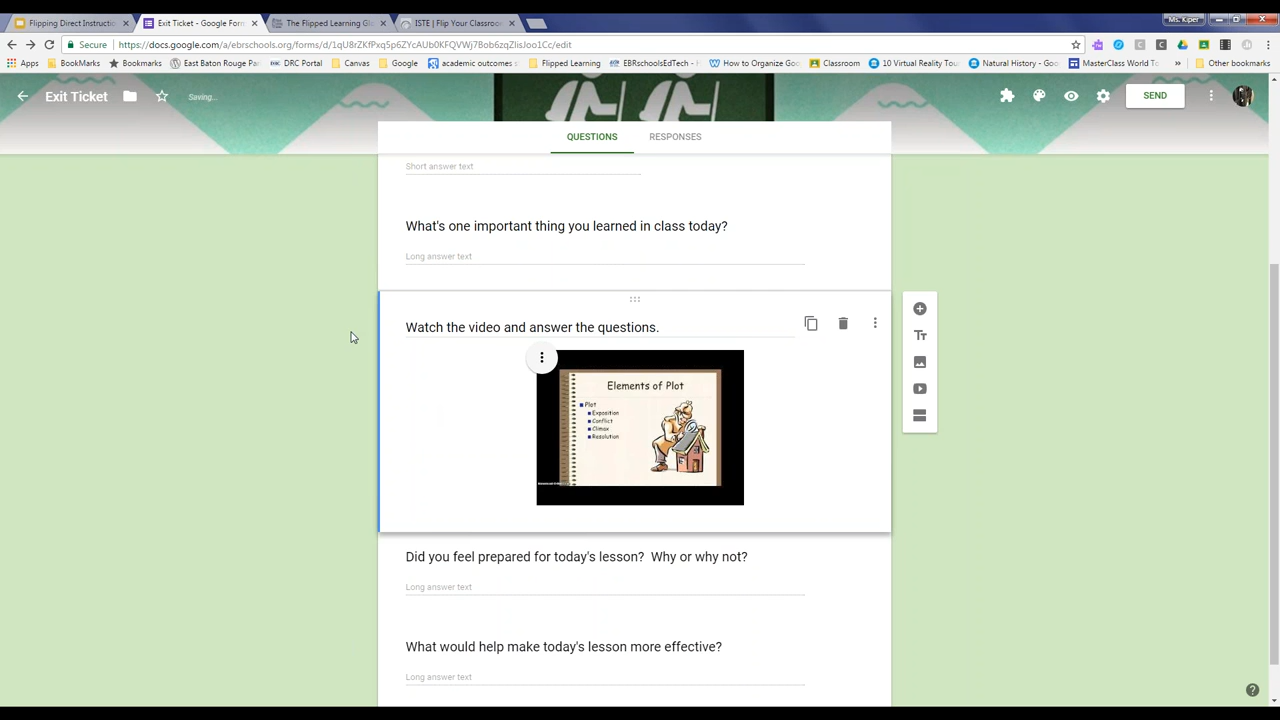 Flipping Direct Instructio
Exit Ticket - Google Form
The Flipped Learning Glo
ISTE | Flip Your Classroo
Ms. Kiper
Secure
https://docs.google.com/a/ebrschools.org/forms/d/1qU8rZKfPxq5p6ZYcAUb0KFQVWj7Bob6zqZlisJoo1Cc/edit
Apps
BookMarks
Bookmarks
East Baton Rouge Pa
DRC Portal
Canvas
Google
academic outcomes s
Flipped Learning
EBRschoolsEdTech -
How to Organize Goo
Classroom
10 Virtual Reality Tou
Natural History - Goo
MasterClass World To
»
Other bookmarks
Exit Ticket
Saving...
SEND
QUESTIONS
RESPONSES
Short answer text
What's one important thing you learned in class today?
Long answer text
Watch the video and answer the questions.
Tт
Elements of Plot
Plot
Exposition
Conflict
Climax
Resolution
Did you feel prepared for today's lesson?  Why or why not?
Long answer text
What would help make today's lesson more effective?
Long answer text